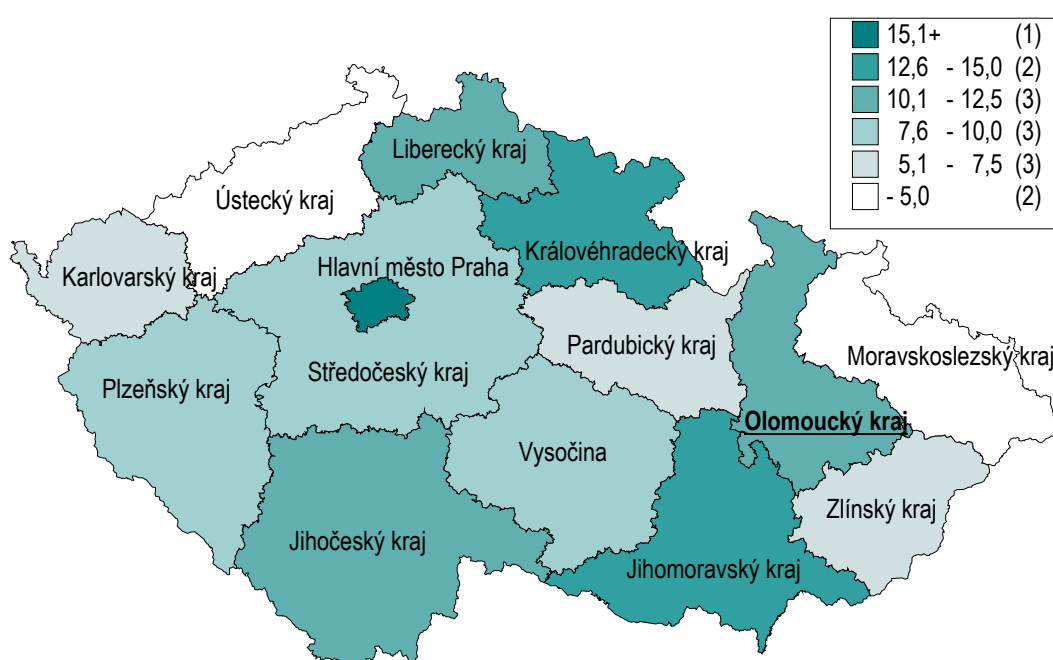 15,1+ (1)
12,6 - 15,0 (2)
10,1 - 12,5 (3)
7,6 - 10,0 (3)
5,1 - 7,5 (3)
- 5,0 (2)
Liberecký kraj
Ústecký kraj
Královéhradecký kraj
Karlovarský kraj
Hlavní město Praha
Pardubický kraj
Moravskoslezský kraj
Plzeňský kraj
Středočeský kraj
Olomoucký kraj
Vysočina
Zlínský kraj
Jihočeský kraj
Jihomoravský kraj